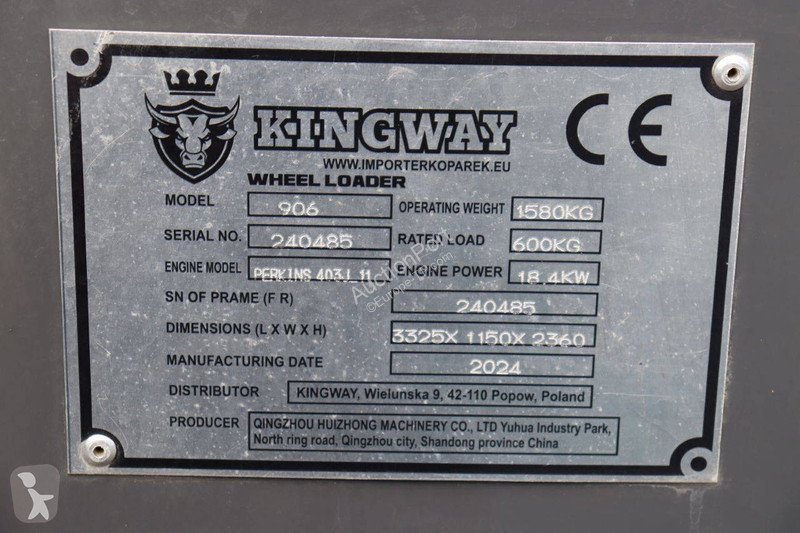 KINGWAY
CE
WWW.IMPORTERKOPAREK.EU
WHEEL LOADER
MODEL 906 OPERATING WEIGHT 1580KG
SERIAL NO. 240485 RATED LOAD 600KG
ENGINE MODEL PERKINS 403J 11 ENGINE POWER 18.4KW
SN OF FRAME (F R) 240485
DIMENSIONS (L X W X H) 3325X 1150X 2360
MANUFACTURING DATE 2024
DISTRIBUTOR KINGWAY, Wielunska 9, 42-110 Popow, Poland
PRODUCER QINGZHOU HUIZHONG MACHINERY CO., LTD Yuhua Industry Park,
North ring road, Qingzhou city, Shandong province China